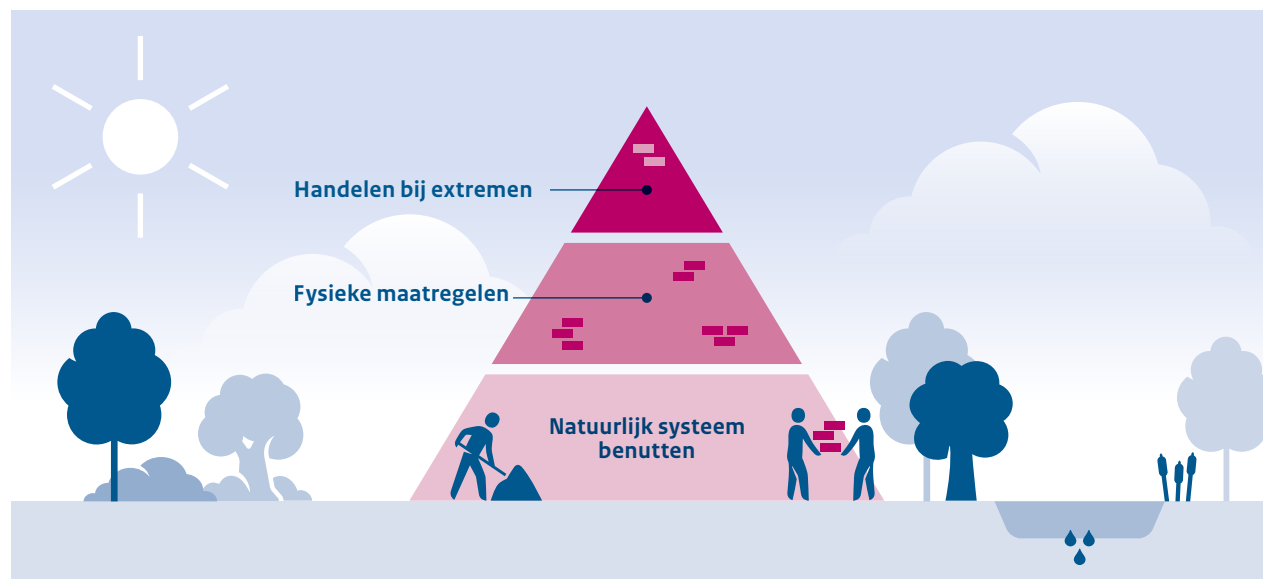 Handelen bij extremen
Fysieke maatregelen
Natuurlijk systeem
benutten